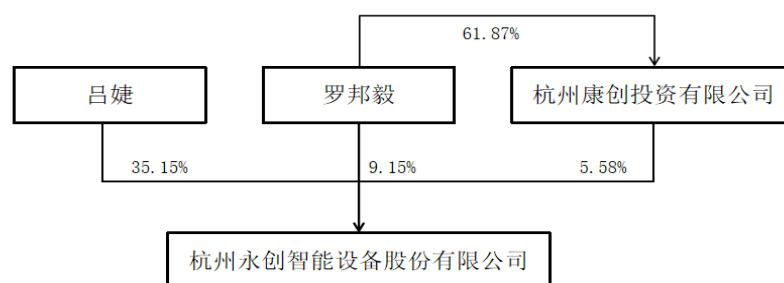 61.87%
吕婕
罗邦毅
杭州康创投资有限公司
35.15%
9.15%
5.58%
杭州永创智能设备股份有限公司